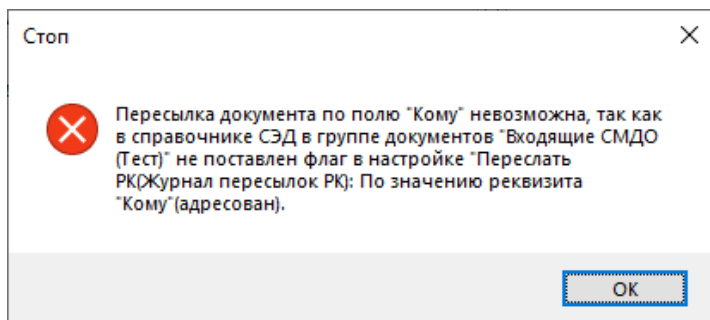 Стоп
Пересылка документа по полю "Кому" невозможна, так как
в справочнике СЭД в группе документов "Входящие СМДО
(Тест)" не поставлен флаг в настройке "Переслать
РК(Журнал пересылок РК): По значению реквизита
"Кому"(адресован).
ОК